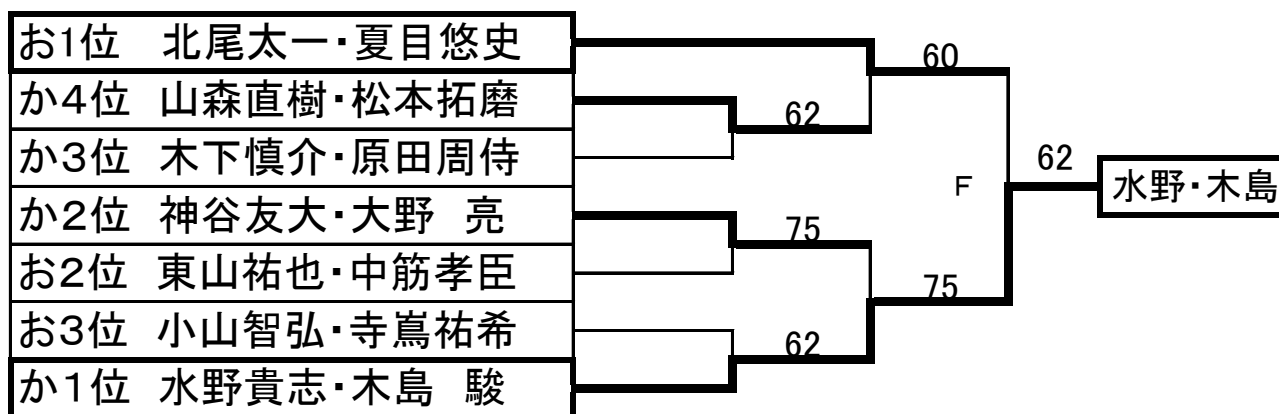 お1位　北尾太一・夏目悠史
か4位　山森直樹・松本拓磨
か3位　木下慎介・原田周侍
か2位　神谷友大・大野　亮
お2位　東山祐也・中筋孝臣
お3位　小山智弘・寺嶌祐希
か1位　水野貴志・木島　駿
62
75
62
60
75
F
62
水野・木島